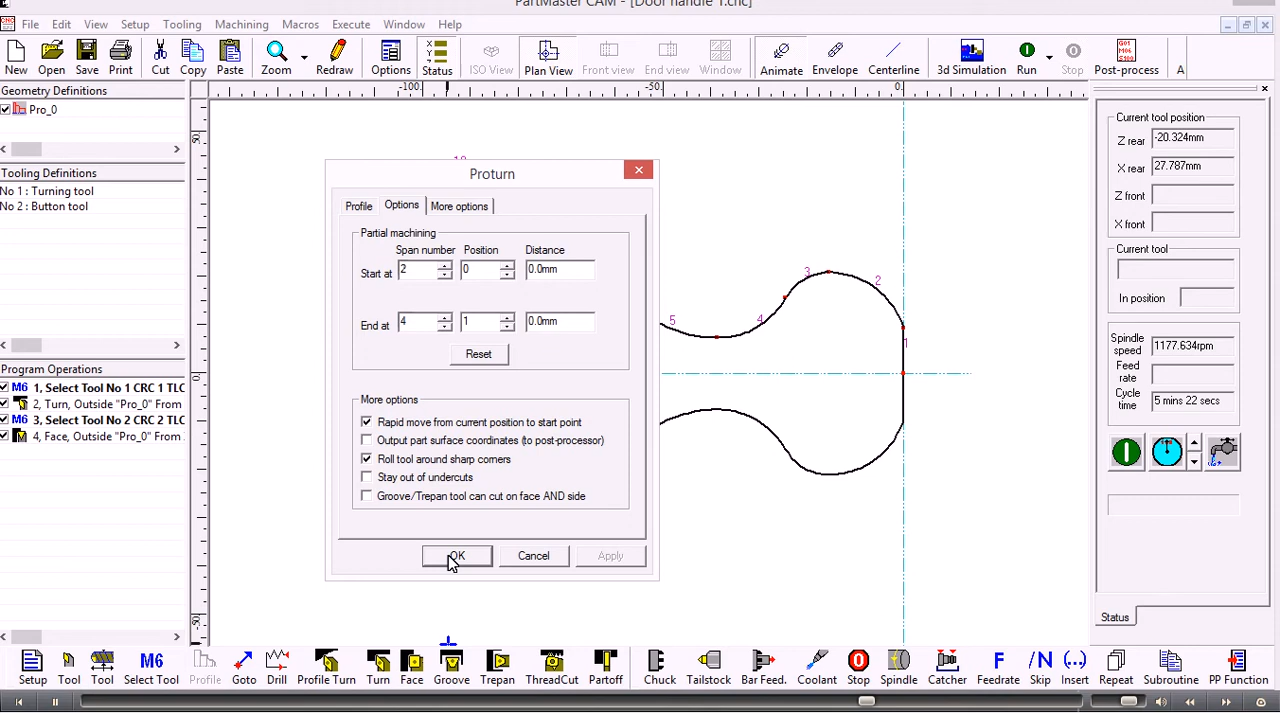 PartMaster CAM - [Door handle 1.cnc]
File Edit View Setup Tooling Machining Macros Execute Window Help
New Open Save Print Cut Copy Paste Zoom Redraw Options Status ISO View Plan View Front view End view Window Animate Envelope Centerline 3d Simulation Run Stop Post-process A
Geometry Definitions
Pro_0
Tooling Definitions
No 1 : Turning tool
No 2 : Button tool
Program Operations
M6 1, Select Tool No 1 CRC 1 TLC
2, Turn, Outside "Pro_0" From
M6 3, Select Tool No 2 CRC 2 TLC
4, Face, Outside "Pro_0" From
-100 -50 0
50
0
-50
Proturn
Profile Options More options
Partial machining
Span number Position Distance
Start at 2 0 0.0mm
End at 4 1 0.0mm
Reset
More options
Rapid move from current position to start point
Output part surface coordinates (to post-processor)
Roll tool around sharp corners
Stay out of undercuts
Groove/Trepan tool can cut on face AND side
OK Cancel Apply
5 4 3 2 1
Current tool position
Z rear -20.324mm
X rear 27.787mm
Z front
X front
Current tool
In position
Spindle speed 1177.634rpm
Feed rate
Cycle time 5 mins 22 secs
Status
Setup Tool Tool Select Tool Profile Goto Drill Profile Turn Turn Face Groove Trepan ThreadCut Partoff Chuck Tailstock Bar Feed. Coolant Stop Spindle Catcher Feedrate Skip Insert Repeat Subroutine PP Function